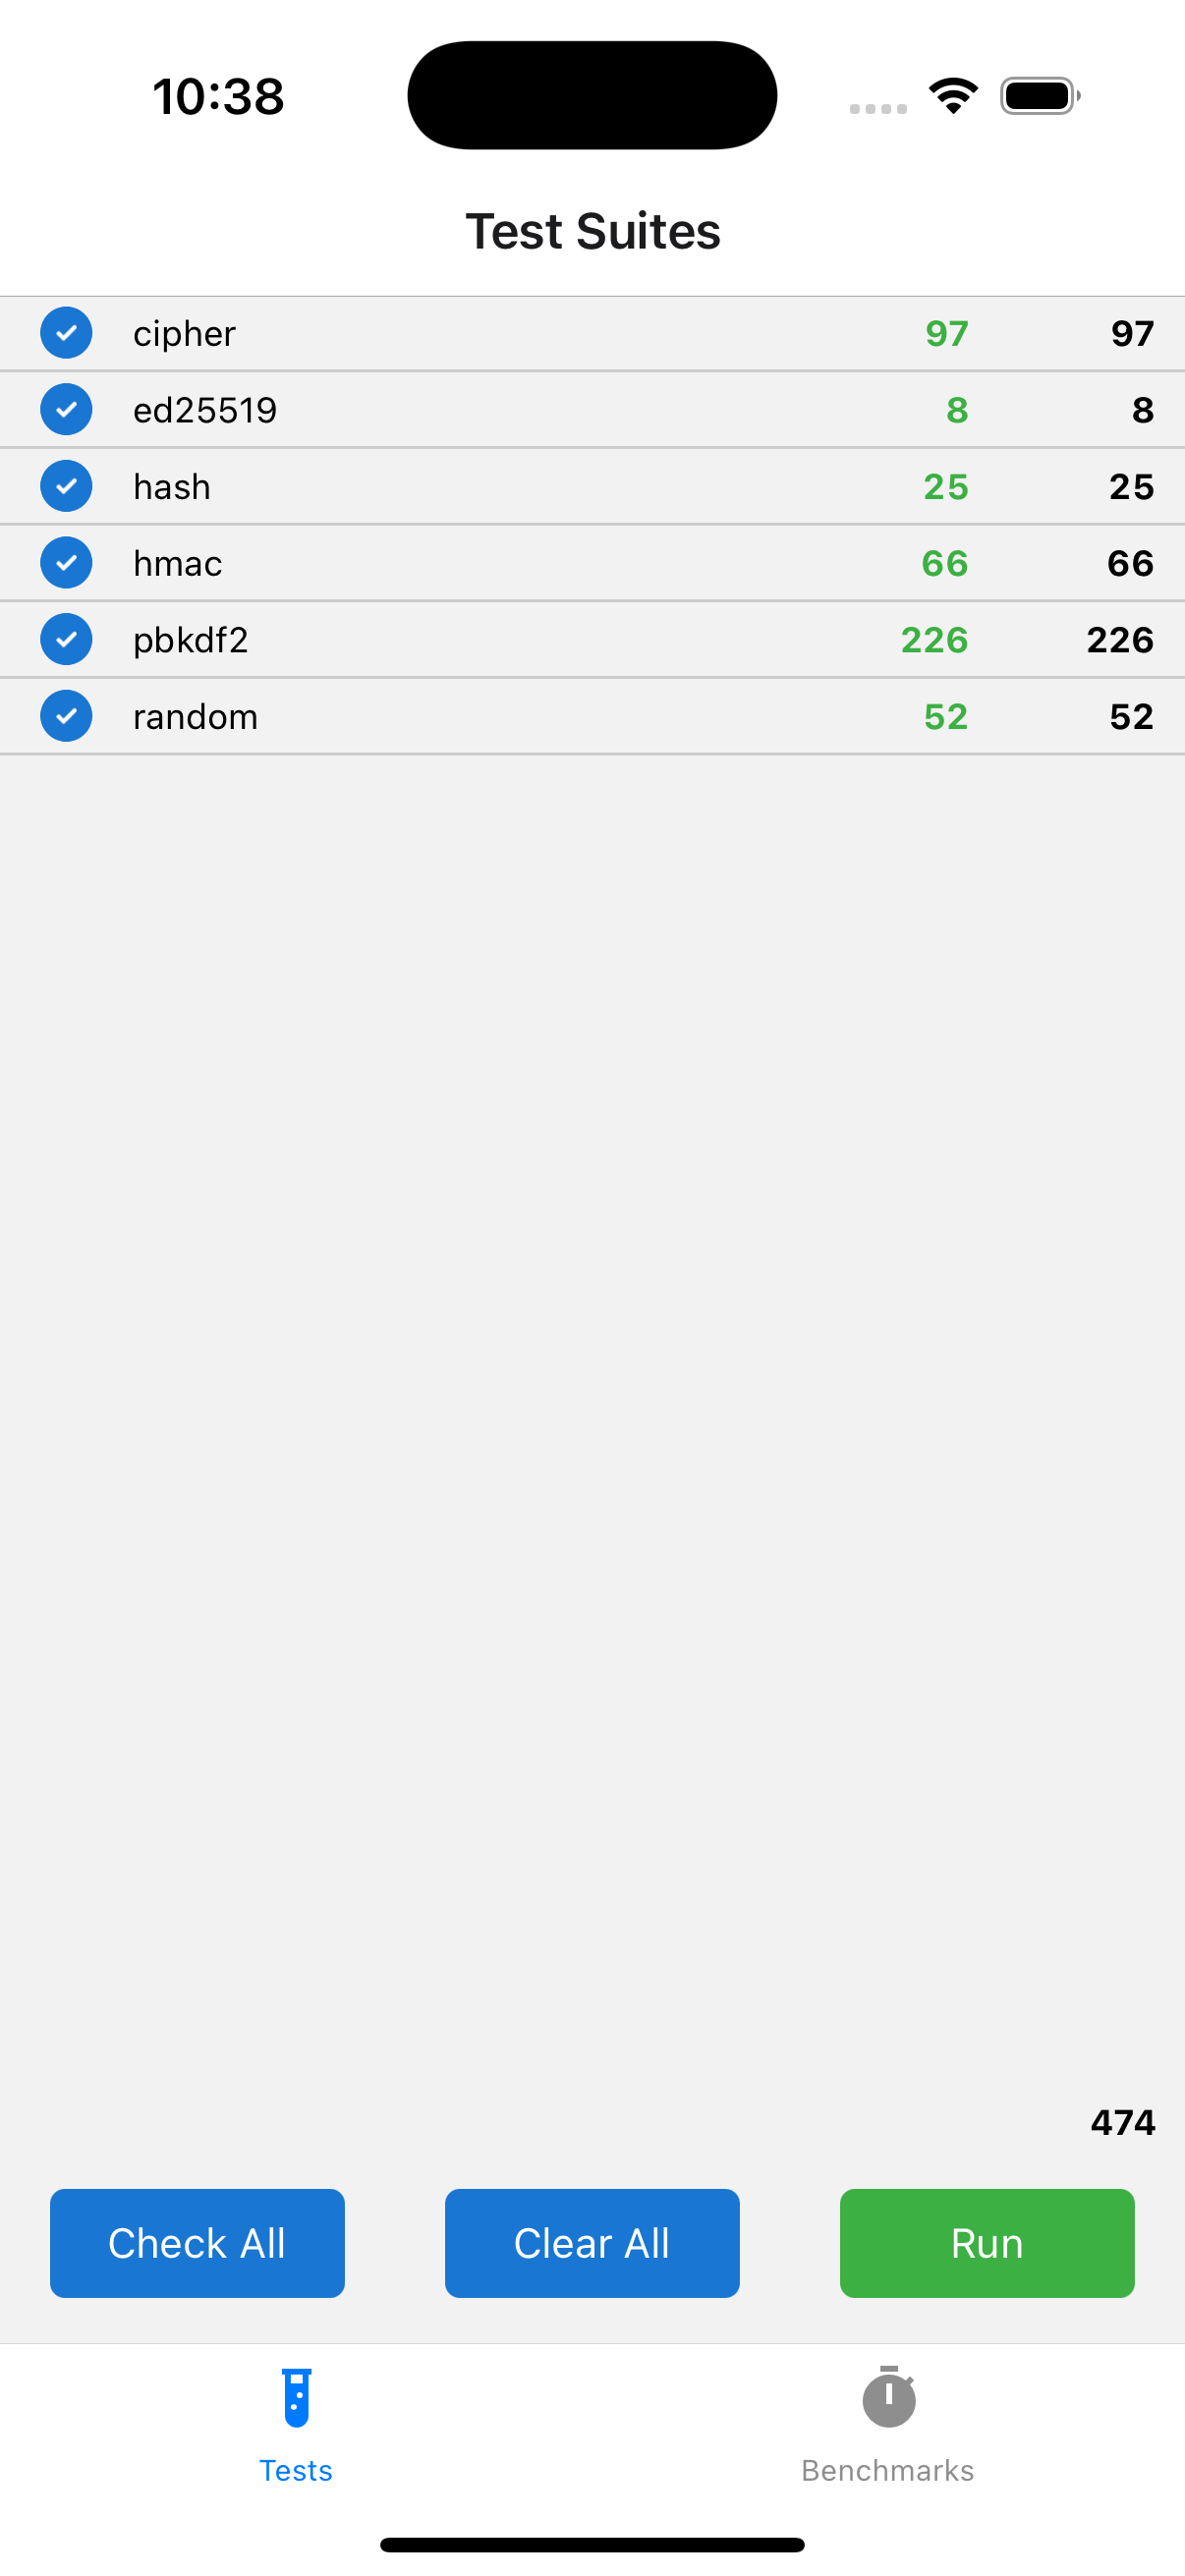 10:38
Test Suites
cipher 97 97
ed25519 8 8
hash 25 25
hmac 66 66
pbkdf2 226 226
random 52 52
474
Check All Clear All Run
Tests Benchmarks